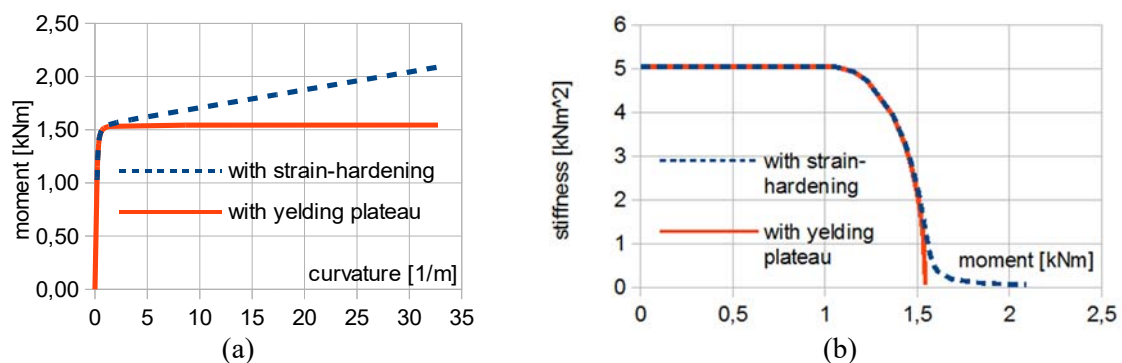 2,50
2,00
1,50
1,00
0,50
0,00
moment [kNm]
with strain-hardening
with yelding plateau
curvature [1/m]
0 5 10 15 20 25 30 35
(a)
6
5
4
3
2
1
0
stiffness [kNm^2]
with strain-
hardening
with yelding
plateau
moment [kNm]
0 0,5 1 1,5 2 2,5
(b)